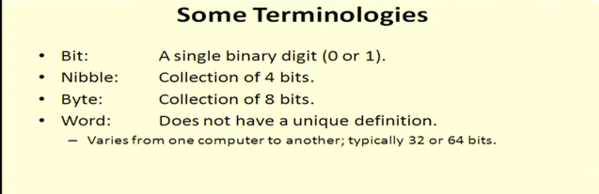 Some Terminologies
• Bit: A single binary digit (0 or 1).
• Nibble: Collection of 4 bits.
• Byte: Collection of 8 bits.
• Word: Does not have a unique definition.
– Varies from one computer to another; typically 32 or 64 bits.